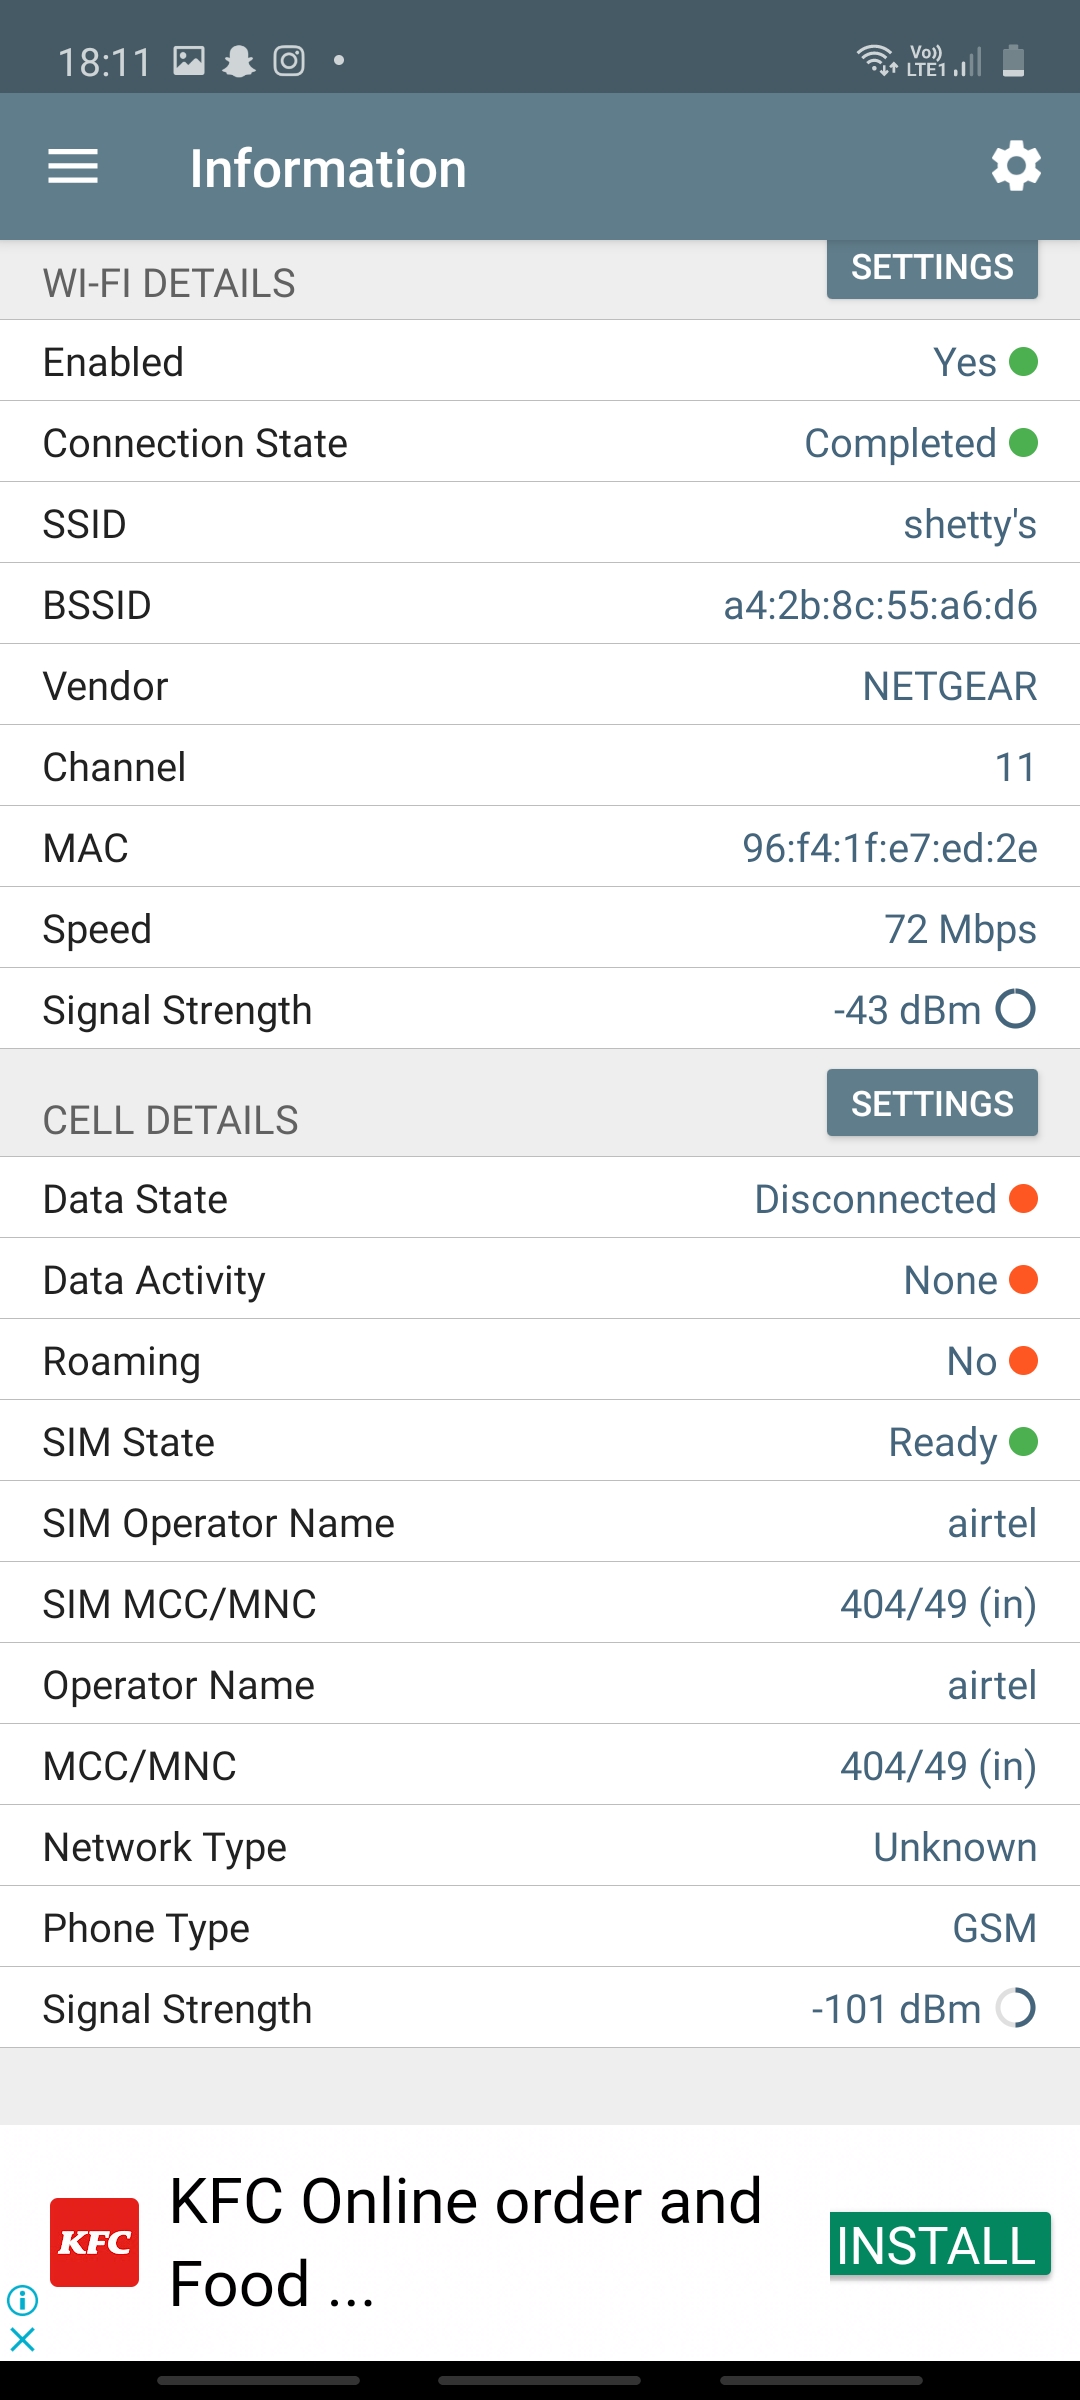 18:11
Vo))
LTE1
Information
WI-FI DETAILS
SETTINGS
Enabled
Yes
Connection State
Completed
SSID
shetty's
BSSID
a4:2b:8c:55:a6:d6
Vendor
NETGEAR
Channel
11
MAC
96:f4:1f:e7:ed:2e
Speed
72 Mbps
Signal Strength
-43 dBm
CELL DETAILS
SETTINGS
Data State
Disconnected
Data Activity
None
Roaming
No
SIM State
Ready
SIM Operator Name
airtel
SIM MCC/MNC
404/49 (in)
Operator Name
airtel
MCC/MNC
404/49 (in)
Network Type
Unknown
Phone Type
GSM
Signal Strength
-101 dBm
KFC
KFC Online order and
Food ...
INSTALL